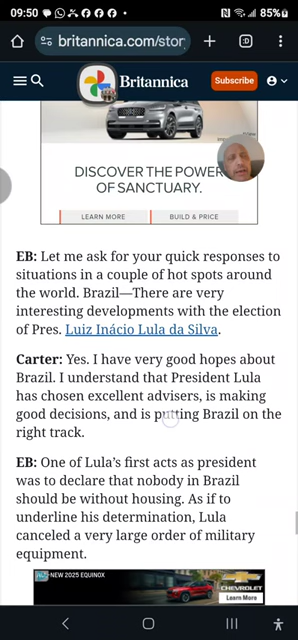 09:50
85%
britannica.com/stor
Britannica
Subscribe
DISCOVER THE POWER
OF SANCTUARY.
LEARN MORE
BUILD & PRICE
EB: Let me ask for your quick responses to
situations in a couple of hot spots around
the world. Brazil—There are very
interesting developments with the election
of Pres. Luiz Inácio Lula da Silva.
Carter: Yes. I have very good hopes about
Brazil. I understand that President Lula
has chosen excellent advisers, is making
good decisions, and is putting Brazil on the
right track.
EB: One of Lula’s first acts as president
was to declare that nobody in Brazil
should be without housing. As if to
underline his determination, Lula
canceled a very large order of military
equipment.
NEW 2025 EQUINOX
CHEVROLET
Learn More